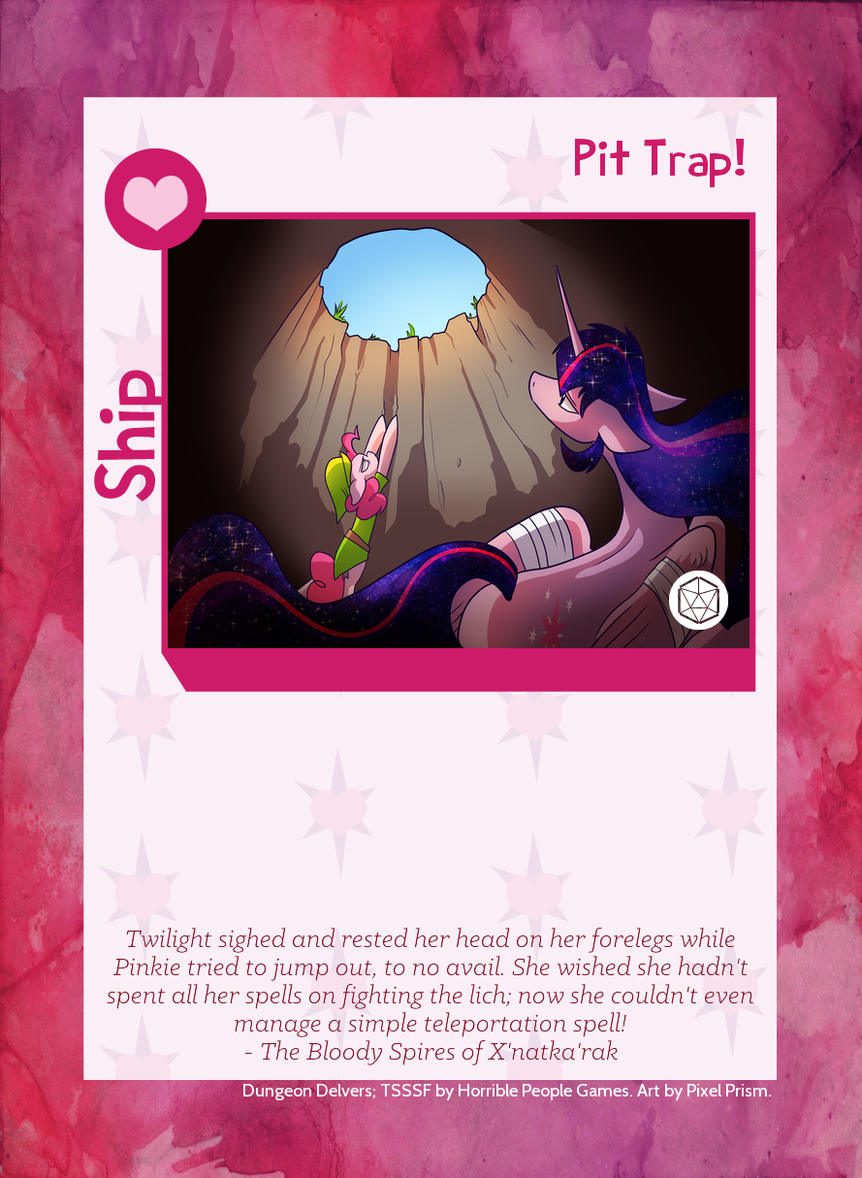 Pit Trap!
Ship
Twilight sighed and rested her head on her forelegs while
Pinkie tried to jump out, to no avail. She wished she hadn't
spent all her spells on fighting the lich; now she couldn't even
manage a simple teleportation spell!
- The Bloody Spires of X'natka'rak
Dungeon Delvers; TSSSF by Horrible People Games. Art by Pixel Prism.